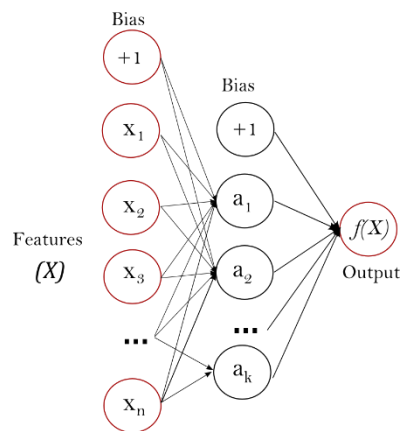 Bias
+1
x1
x2
Features
(X)
x3
...
xn
Bias
+1
a1
a2
...
ak
f(X)
Output